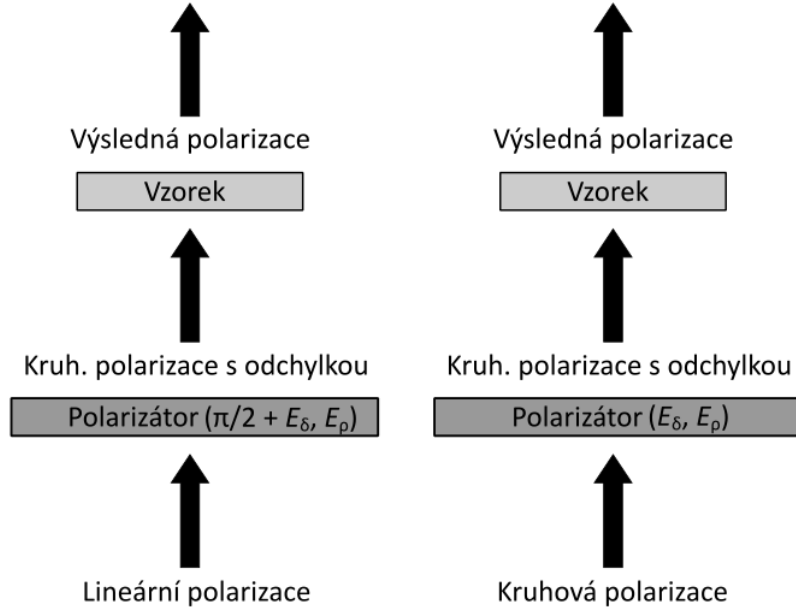 Výsledná polarizace
Vzorek
Kruh. polarizace s odchylkou
Polarizátor (π/2 + Eδ, Eρ)
Lineární polarizace
Výsledná polarizace
Vzorek
Kruh. polarizace s odchylkou
Polarizátor (Eδ, Eρ)
Kruhová polarizace